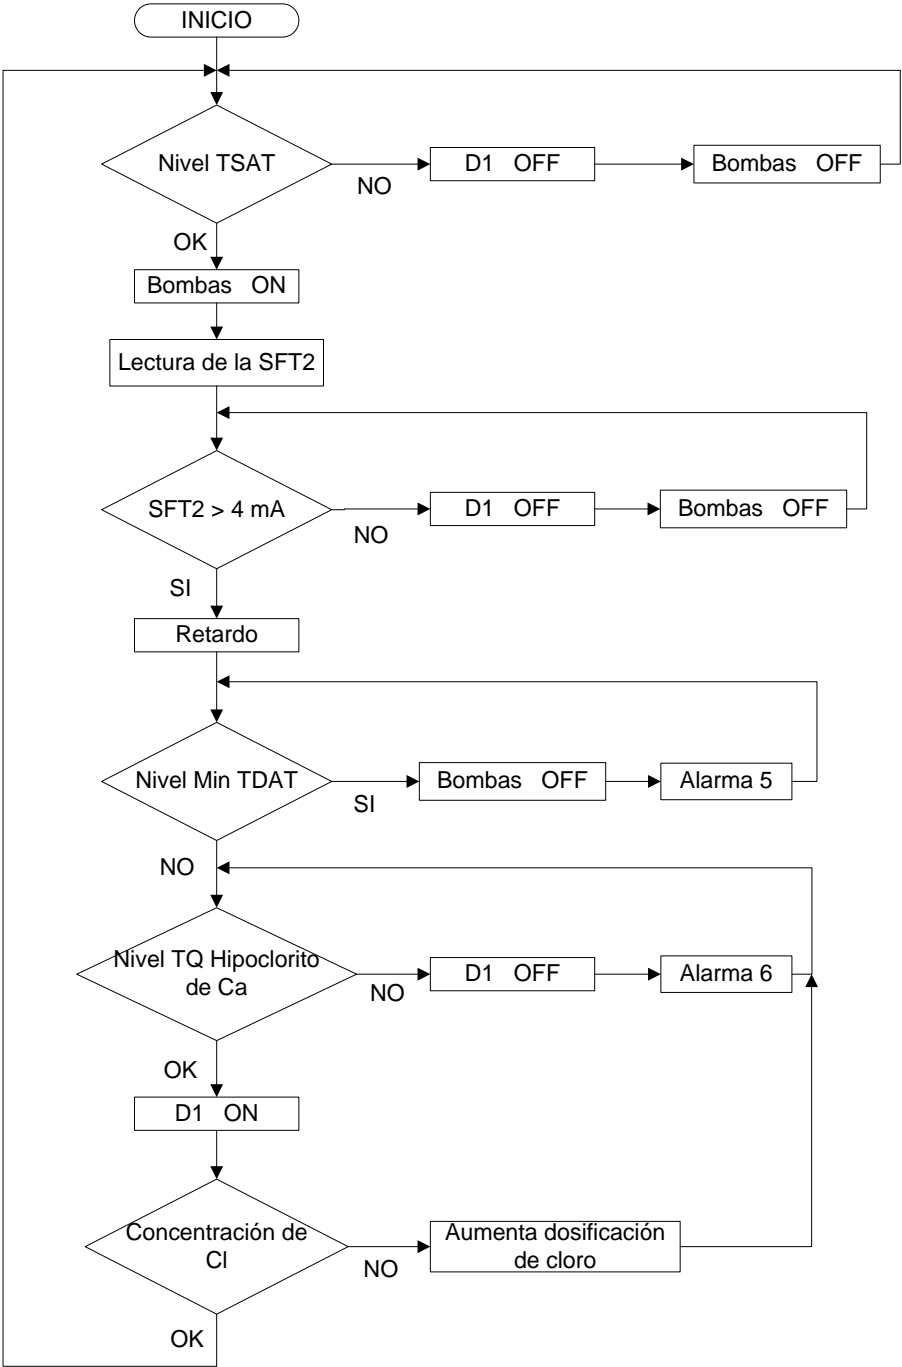 INICIO
Nivel TSAT
NO
D1 OFF
Bombas OFF
OK
Bombas ON
Lectura de la SFT2
SFT2 > 4 mA
NO
D1 OFF
Bombas OFF
SI
Retardo
Nivel Min TDAT
SI
Bombas OFF
Alarma 5
NO
Nivel TQ Hipoclorito
de Ca
NO
D1 OFF
Alarma 6
OK
D1 ON
Concentración de
Cl
NO
Aumenta dosificación
de cloro
OK